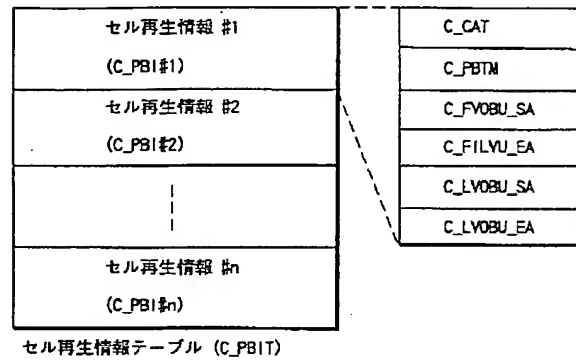 セル再生情報 #1
(C_PBI#1)
セル再生情報 #2
(C_PBI#2)
セル再生情報 #n
(C_PBI#n)
セル再生情報テーブル (C_PBIT)
C_CAT
C_PBTM
C_FVOBU_SA
C_FILVU_EA
C_LVOBU_SA
C_LVOBU_EA